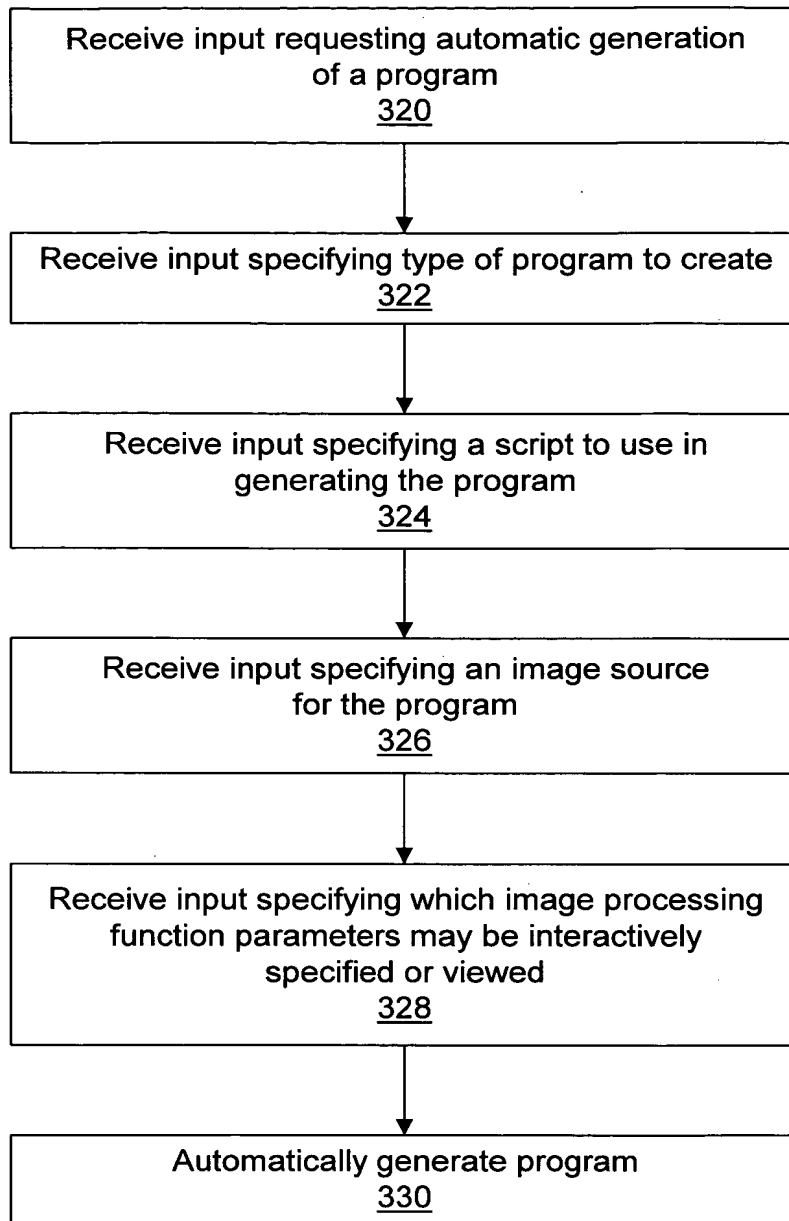 Receive input requesting automatic generation
of a program
320
Receive input specifying type of program to create
322
Receive input specifying a script to use in
generating the program
324
Receive input specifying an image source
for the program
326
Receive input specifying which image processing
function parameters may be interactively
specified or viewed
328
Automatically generate program
330